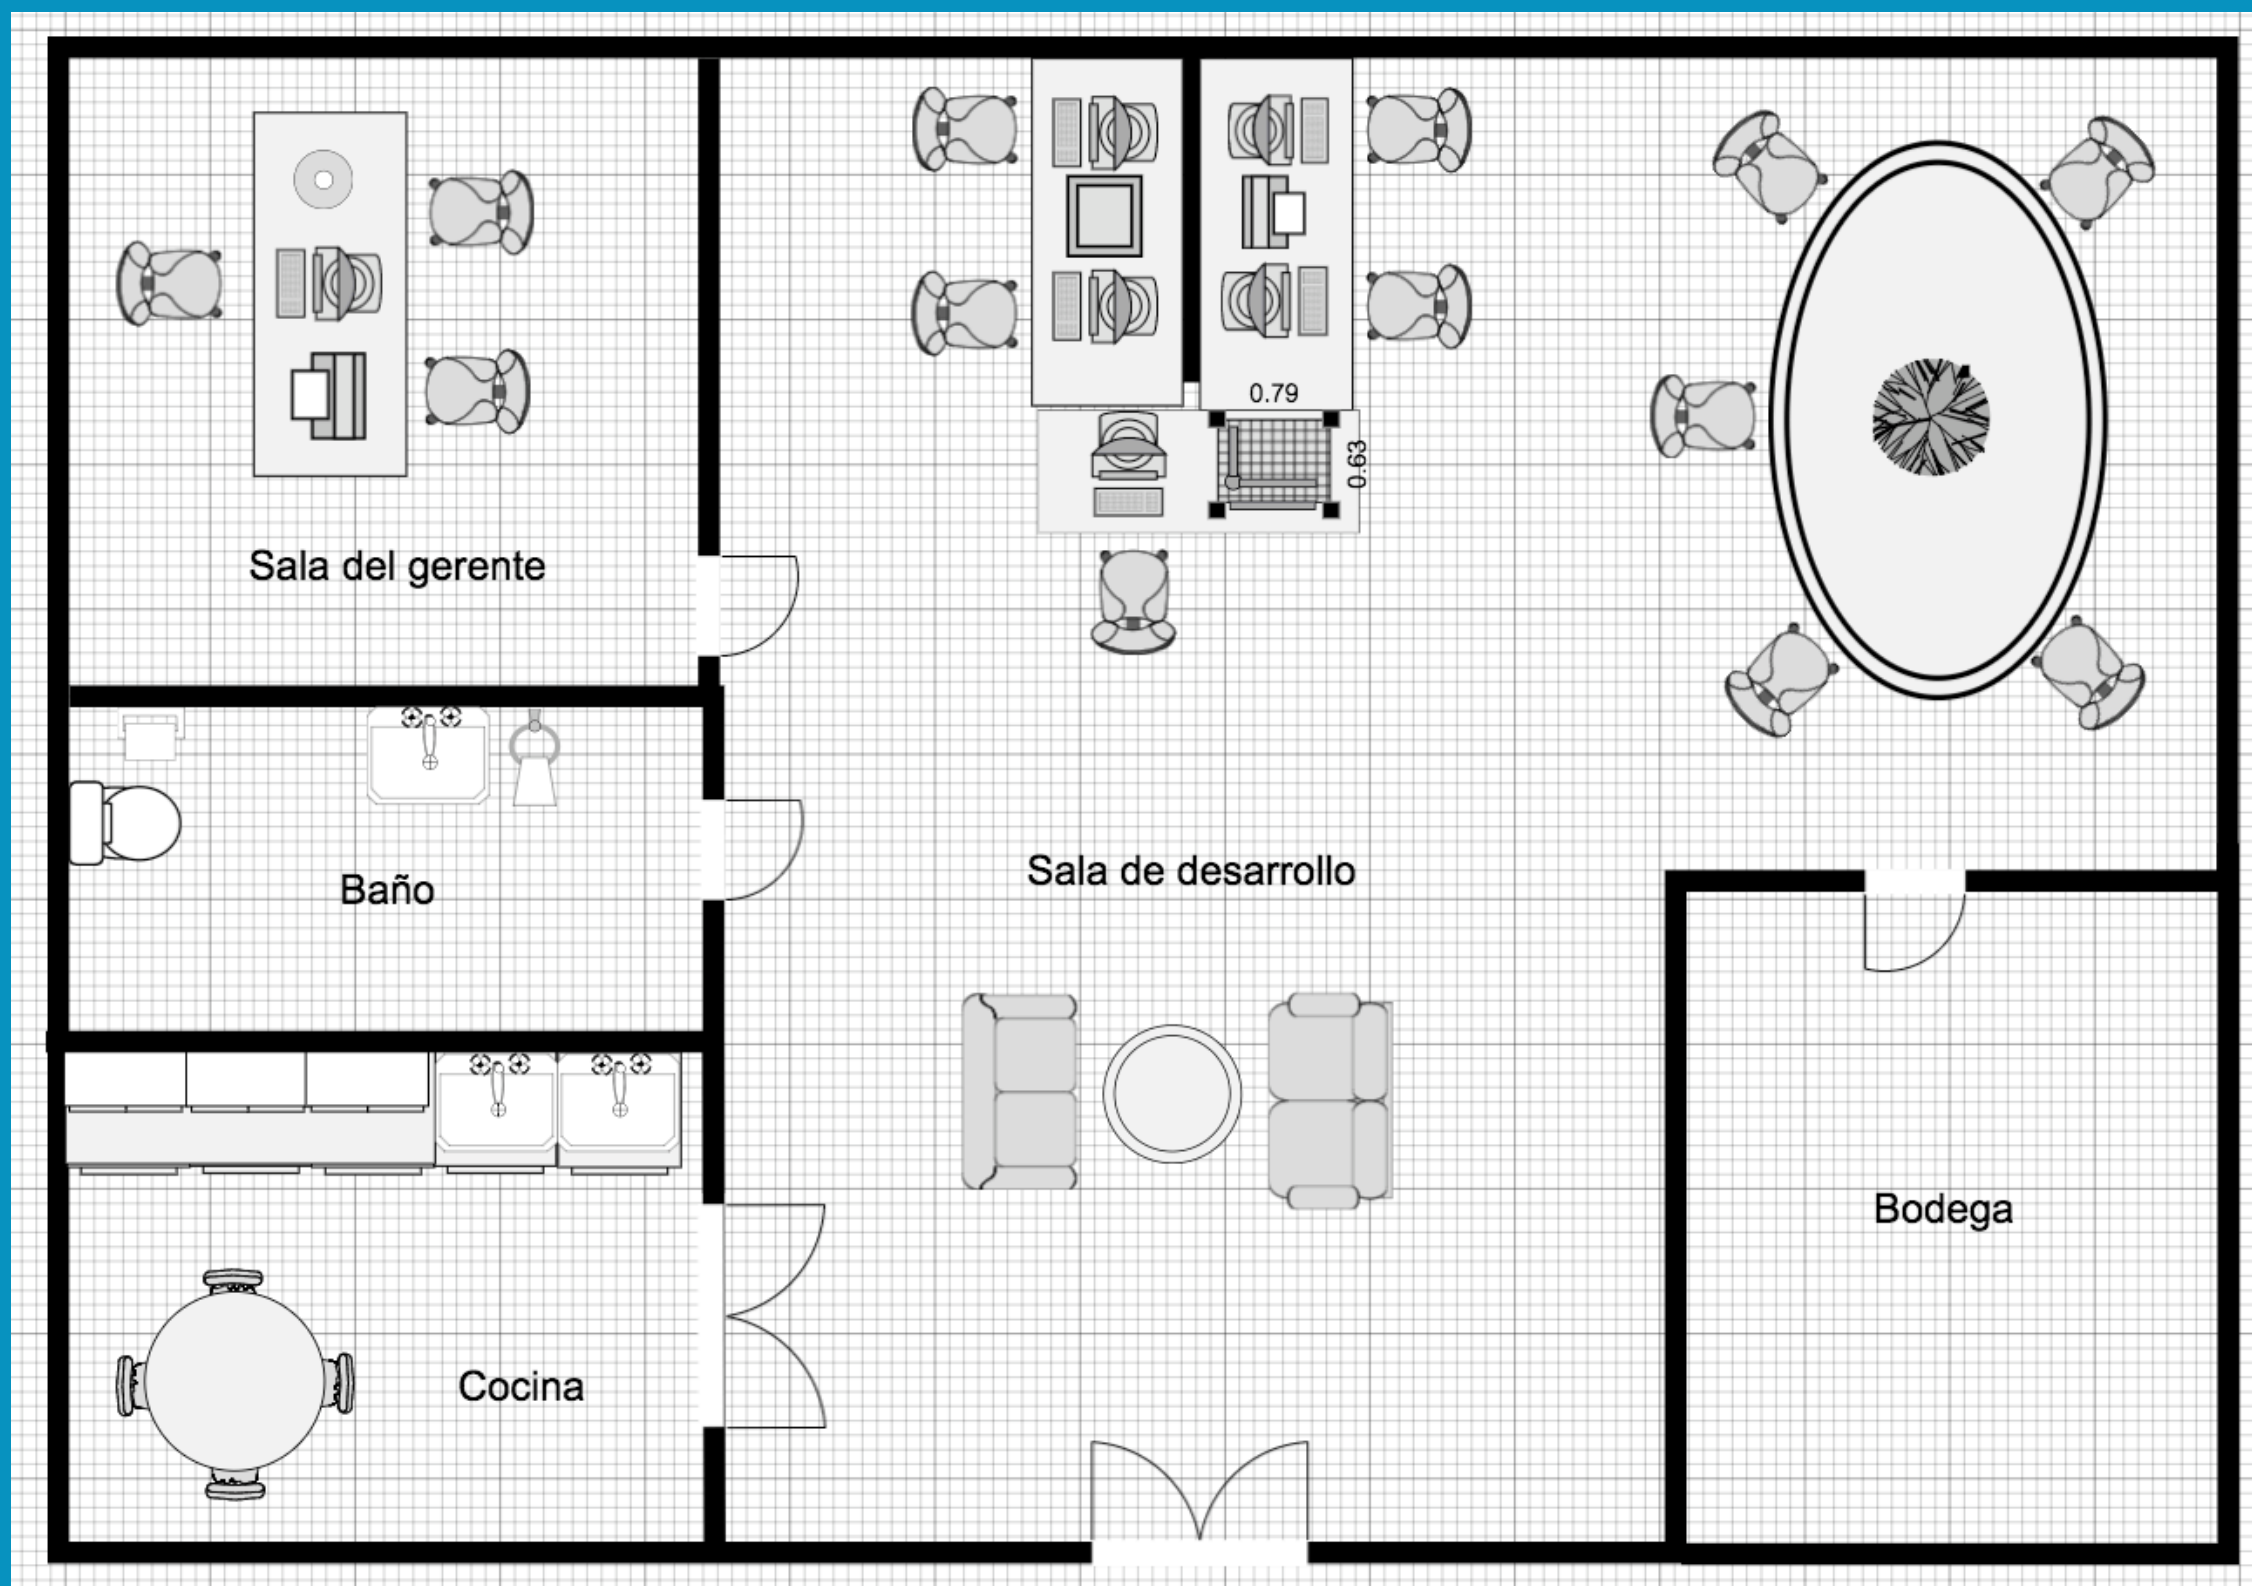 0.79
0.63
Sala del gerente
Sala de desarrollo
Baño
Bodega
Cocina